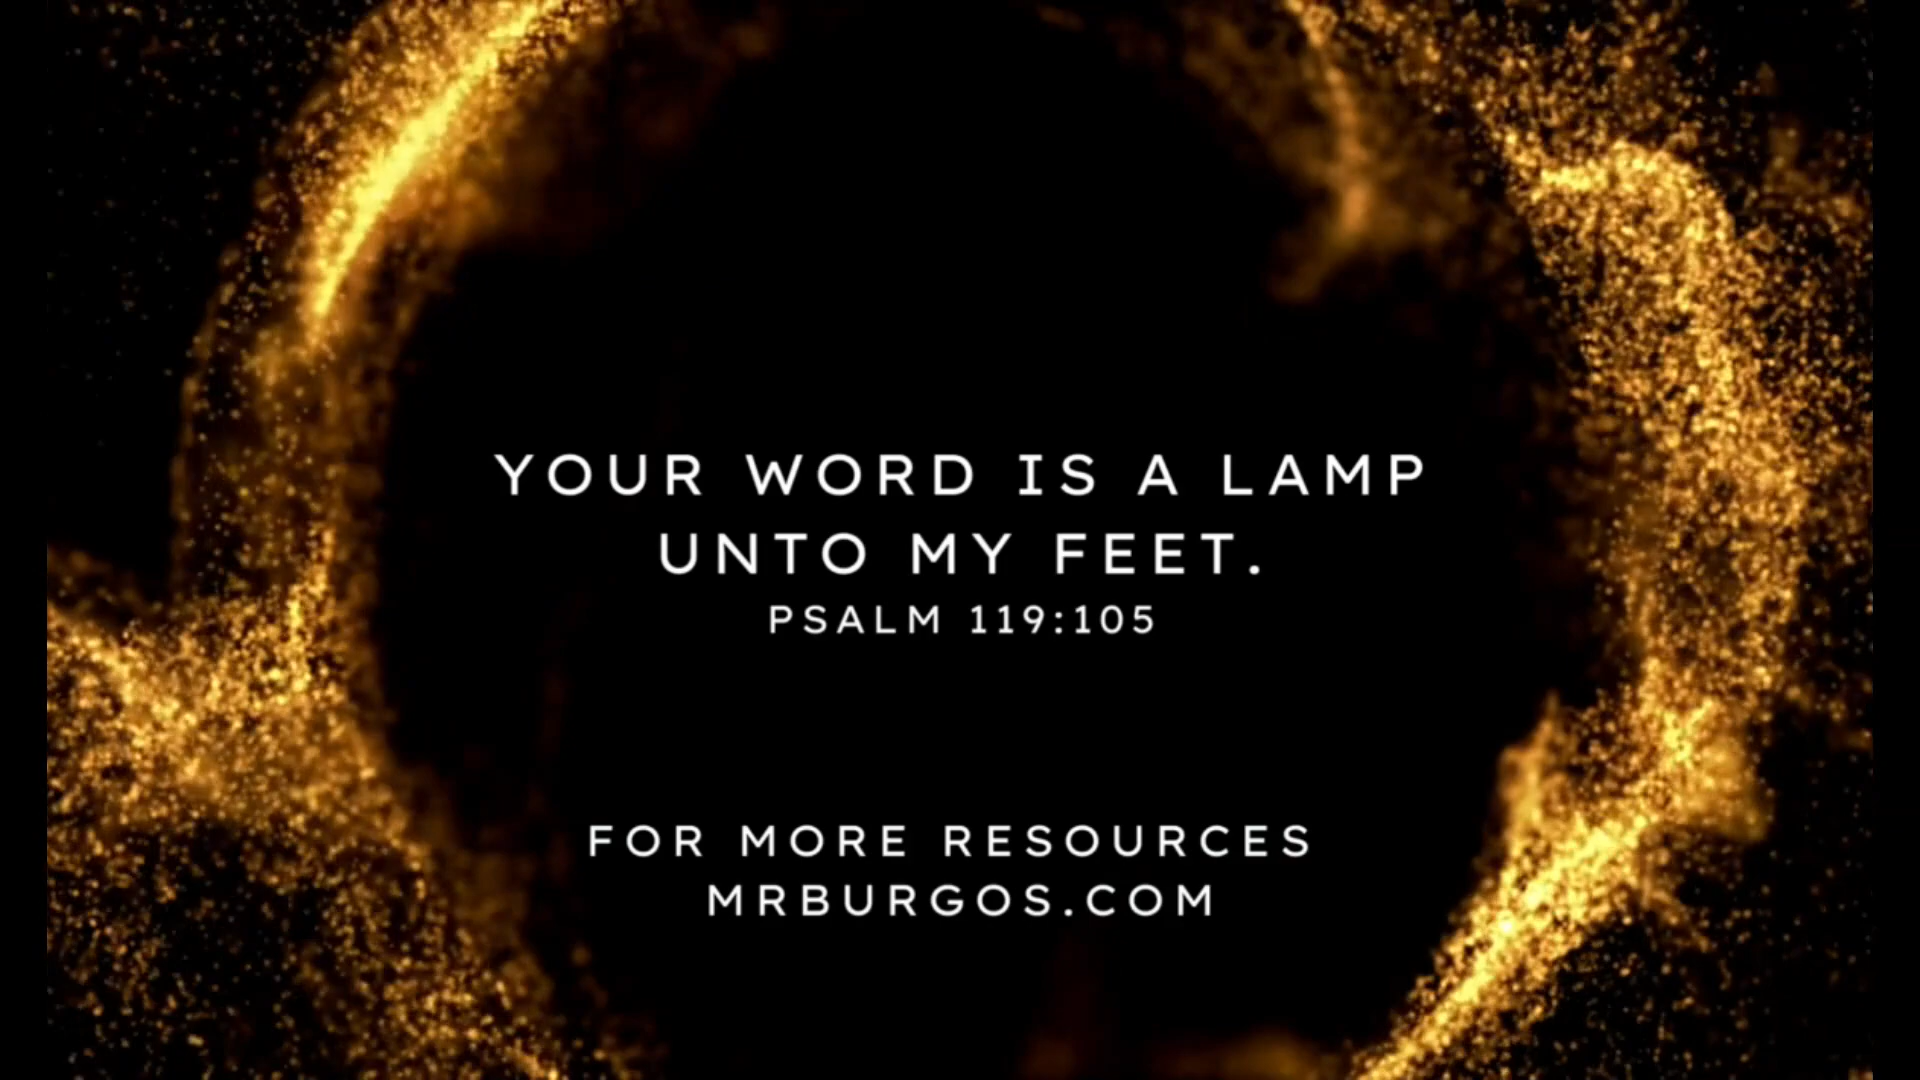 YOUR WORD IS A LAMP
UNTO MY FEET.
PSALM 119:105
FOR MORE RESOURCES
MRBURGOS.COM